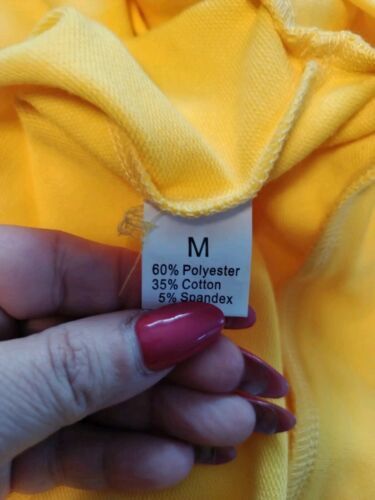 M
60% Polyester
35% Cotton
5% Spandex